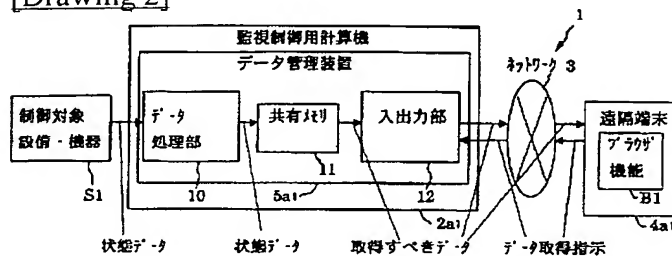 [Drawing 2]
監視制御用計算機
データ管理装置
1
ネットワーク 3
制御対象
設備・機器
データ
処理部
共有メモリ
入出力部
遠隔端末
ブラウザ
機能
S1
10
11
12
5a
2a
B1
4a
状態データ
状態データ
取得すべきデータ
データ取得指示